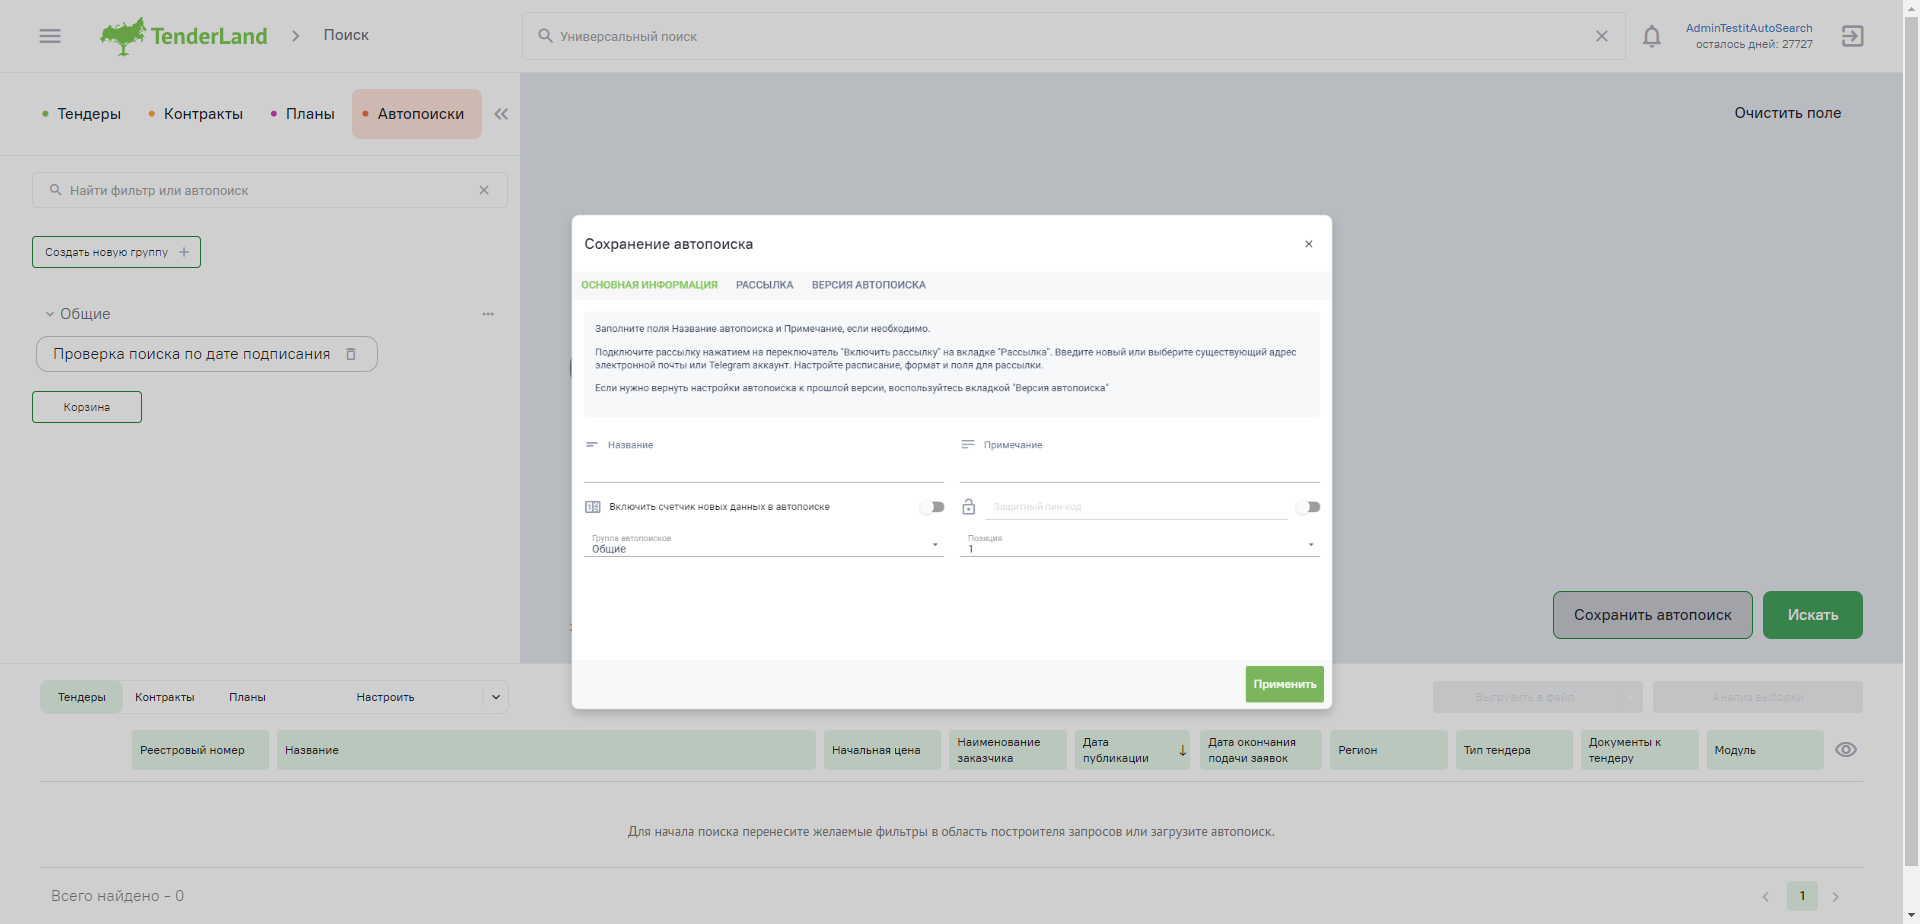 TenderLand
Поиск
Универсальный поиск
AdminTestitAutoSearch
осталось дней: 27727
Тендеры
Контракты
Планы
Автопоиски
Очистить поле
Найти фильтр или автопоиск
Создать новую группу
Общие
Проверка поиска по дате подписания
Корзина
Сохранение автопоиска
ОСНОВНАЯ ИНФОРМАЦИЯ
РАССЫЛКА
ВЕРСИЯ АВТОПОИСКА
Заполните поля Название автопоиска и Примечание, если необходимо.
Подключите рассылку нажатием на переключатель "Включить рассылку" на вкладке "Рассылка". Введите новый или выберите существующий адрес
электронной почты или Telegram аккаунт. Настройте расписание, формат и поля для рассылки.
Если нужно вернуть настройки автопоиска к прошлой версии, воспользуйтесь вкладкой "Версия автопоиска"
Название
Примечание
Включить счетчик новых данных в автопоиске
Защитный пин-код
Группа автопоисков
Общие
Позиция
1
Применить
Сохранить автопоиск
Искать
Тендеры
Контракты
Планы
Настроить
Выгрузить в файл
Анализ выборки
Реестровый номер
Название
Начальная цена
Наименование
заказчика
Дата
публикации
Дата окончания
подачи заявок
Регион
Тип тендера
Документы к
тендеру
Модуль
Для начала поиска перенесите желаемые фильтры в область построителя запросов или загрузите автопоиск.
Всего найдено - 0
1